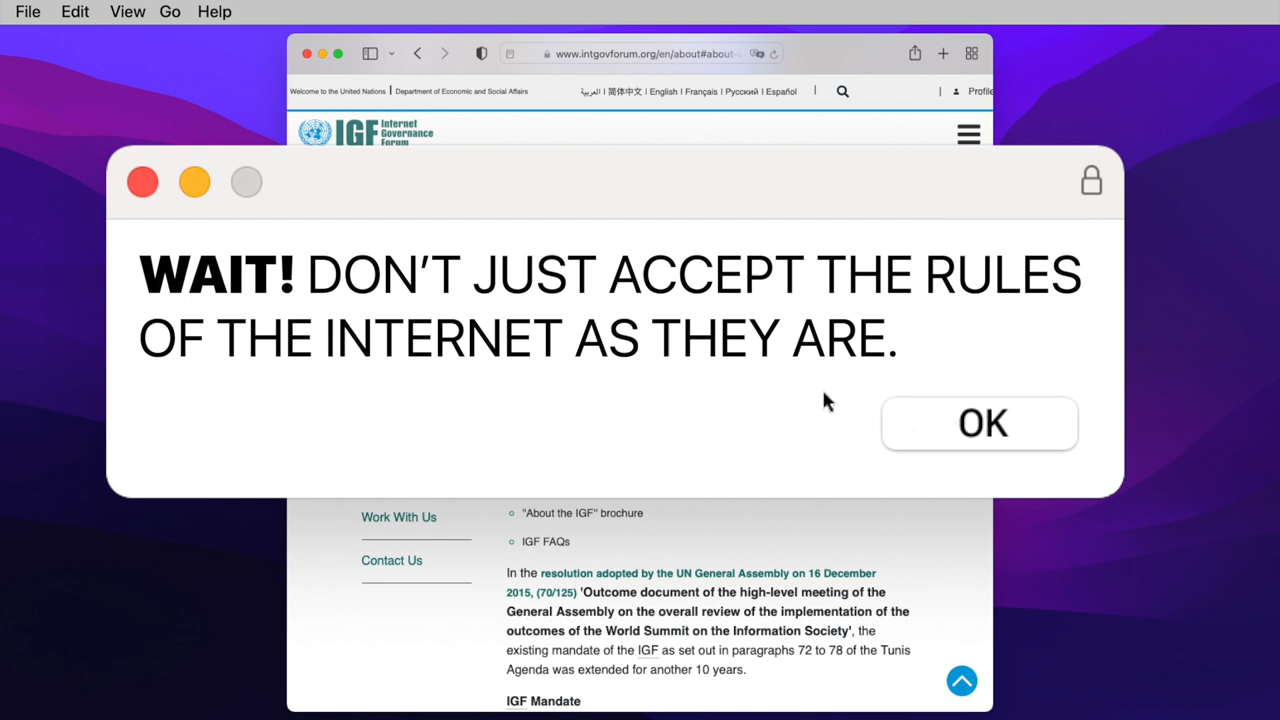 File Edit View Go Help
www.intgovforum.org/en/about#about-
Welcome to the United Nations | Department of Economic and Social Affairs العربية | 简体中文 | English | Français | Русский | Español | | Profile
IGF Internet
Governance
Forum
WAIT! DON'T JUST ACCEPT THE RULES
OF THE INTERNET AS THEY ARE.
OK
Work With Us
Contact Us
"About the IGF" brochure
IGF FAQs
In the resolution adopted by the UN General Assembly on 16 December
2015, (70/125) 'Outcome document of the high-level meeting of the
General Assembly on the overall review of the implementation of the
outcomes of the World Summit on the Information Society', the
existing mandate of the IGF as set out in paragraphs 72 to 78 of the Tunis
Agenda was extended for another 10 years.
IGF Mandate